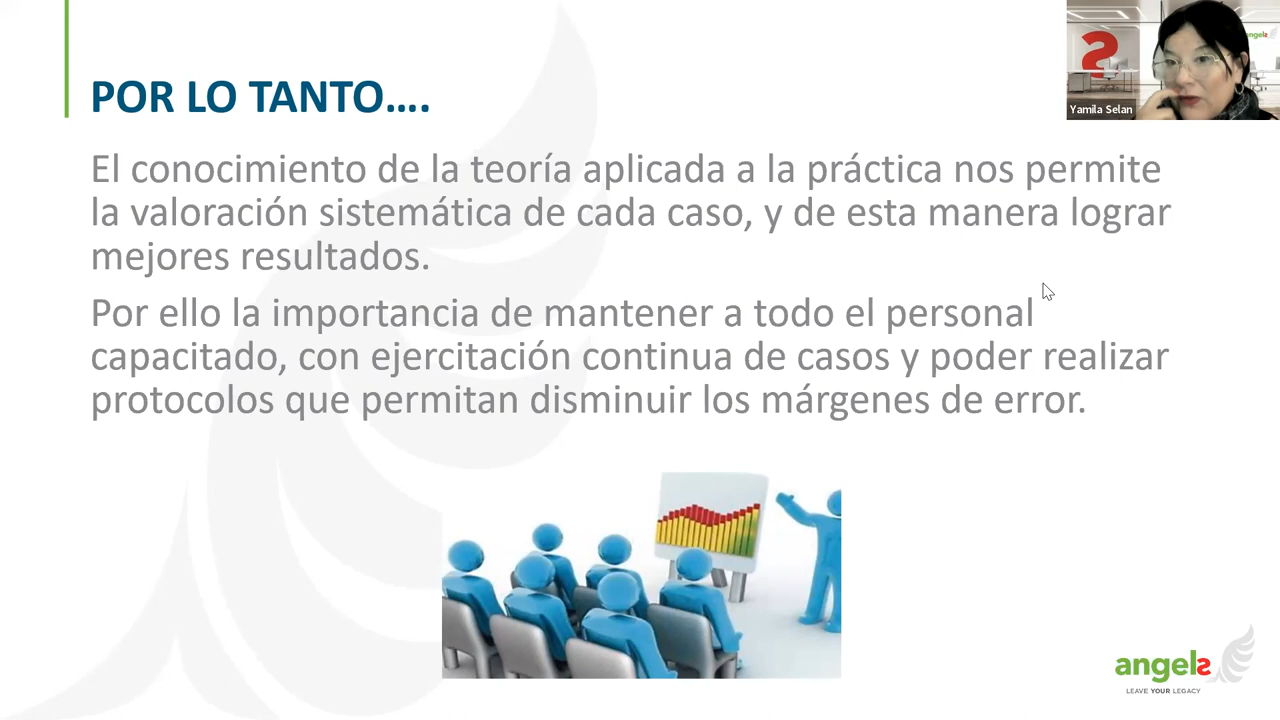 POR LO TANTO....
El conocimiento de la teoría aplicada a la práctica nos permite
la valoración sistemática de cada caso, y de esta manera lograr
mejores resultados.
Por ello la importancia de mantener a todo el personal
capacitado, con ejercitación continua de casos y poder realizar
protocolos que permitan disminuir los márgenes de error.
Yamila Selan
angels
LEAVE YOUR LEGACY